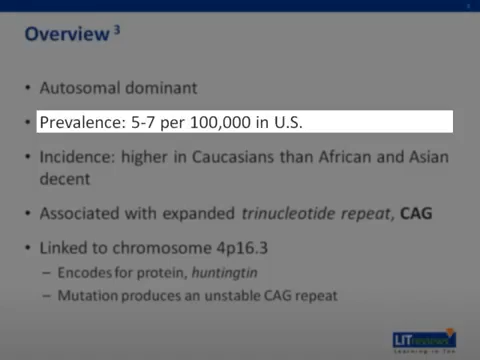 Overview 3
• Autosomal dominant
• Prevalence: 5-7 per 100,000 in U.S.
• Incidence: higher in Caucasians than African and Asian
decent
• Associated with expanded trinucleotide repeat, CAG
• Linked to chromosome 4p16.3
– Encodes for protein, huntingtin
– Mutation produces an unstable CAG repeat
LITreviews
Learning in Ten